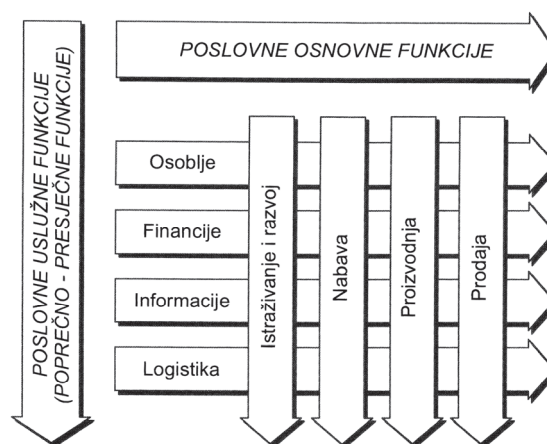 POSLOVNE OSNOVNE FUNKCIJE
POSLOVNE USLUŽNE FUNKCIJE
(POPREČNO - PRESJEČNE FUNKCIJE)
Osoblje
Financije
Informacije
Logistika
Istraživanje i razvoj
Nabava
Proizvodnja
Prodaja